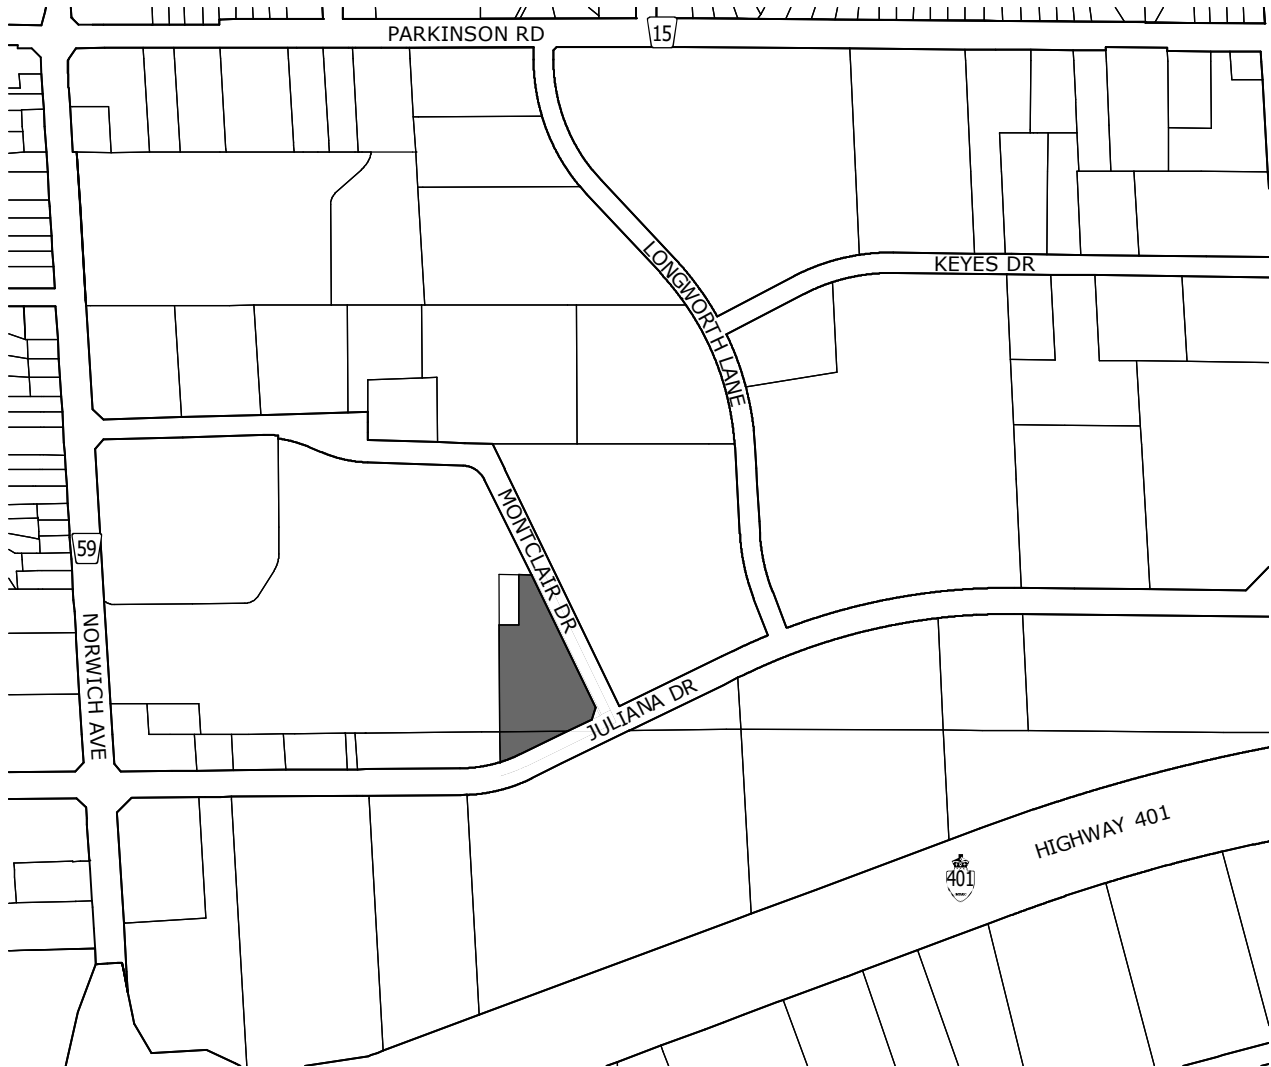 PARKINSON RD
15
LONGWORTH LANE
KEYES DR
MONTCLAIR DR
59
NORWICH AVE
JULIANA DR
HIGHWAY 401
401